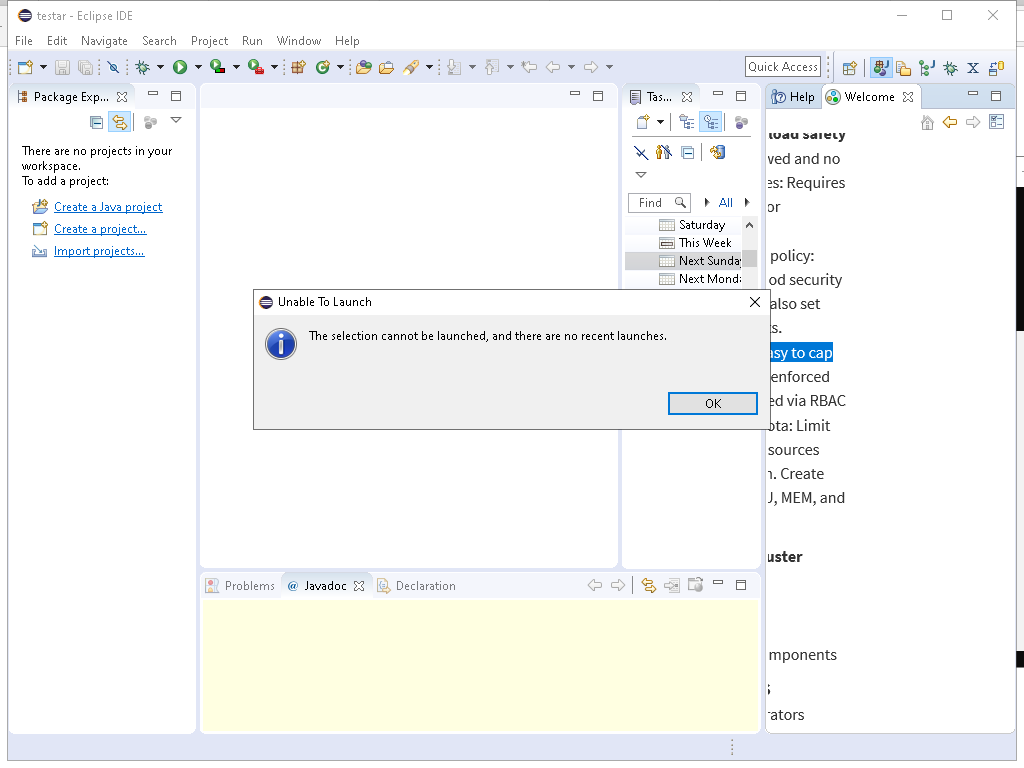 testar - Eclipse IDE
File Edit Navigate Search Project Run Window Help
Quick Access
Package Exp...
Tas...
Help
Welcome
There are no projects in your
workspace.
To add a project:
Create a Java project
Create a project...
Import projects...
Find
All
Saturday
This Week
Next Sunday
Next Monda
load safety
wed and no
es: Requires
or
policy:
od security
also set
ts.
asy to cap
enforced
ed via RBAC
ota: Limit
sources
n. Create
U, MEM, and
uster
mponents
s
rators
Unable To Launch
The selection cannot be launched, and there are no recent launches.
OK
Problems
@ Javadoc
Declaration